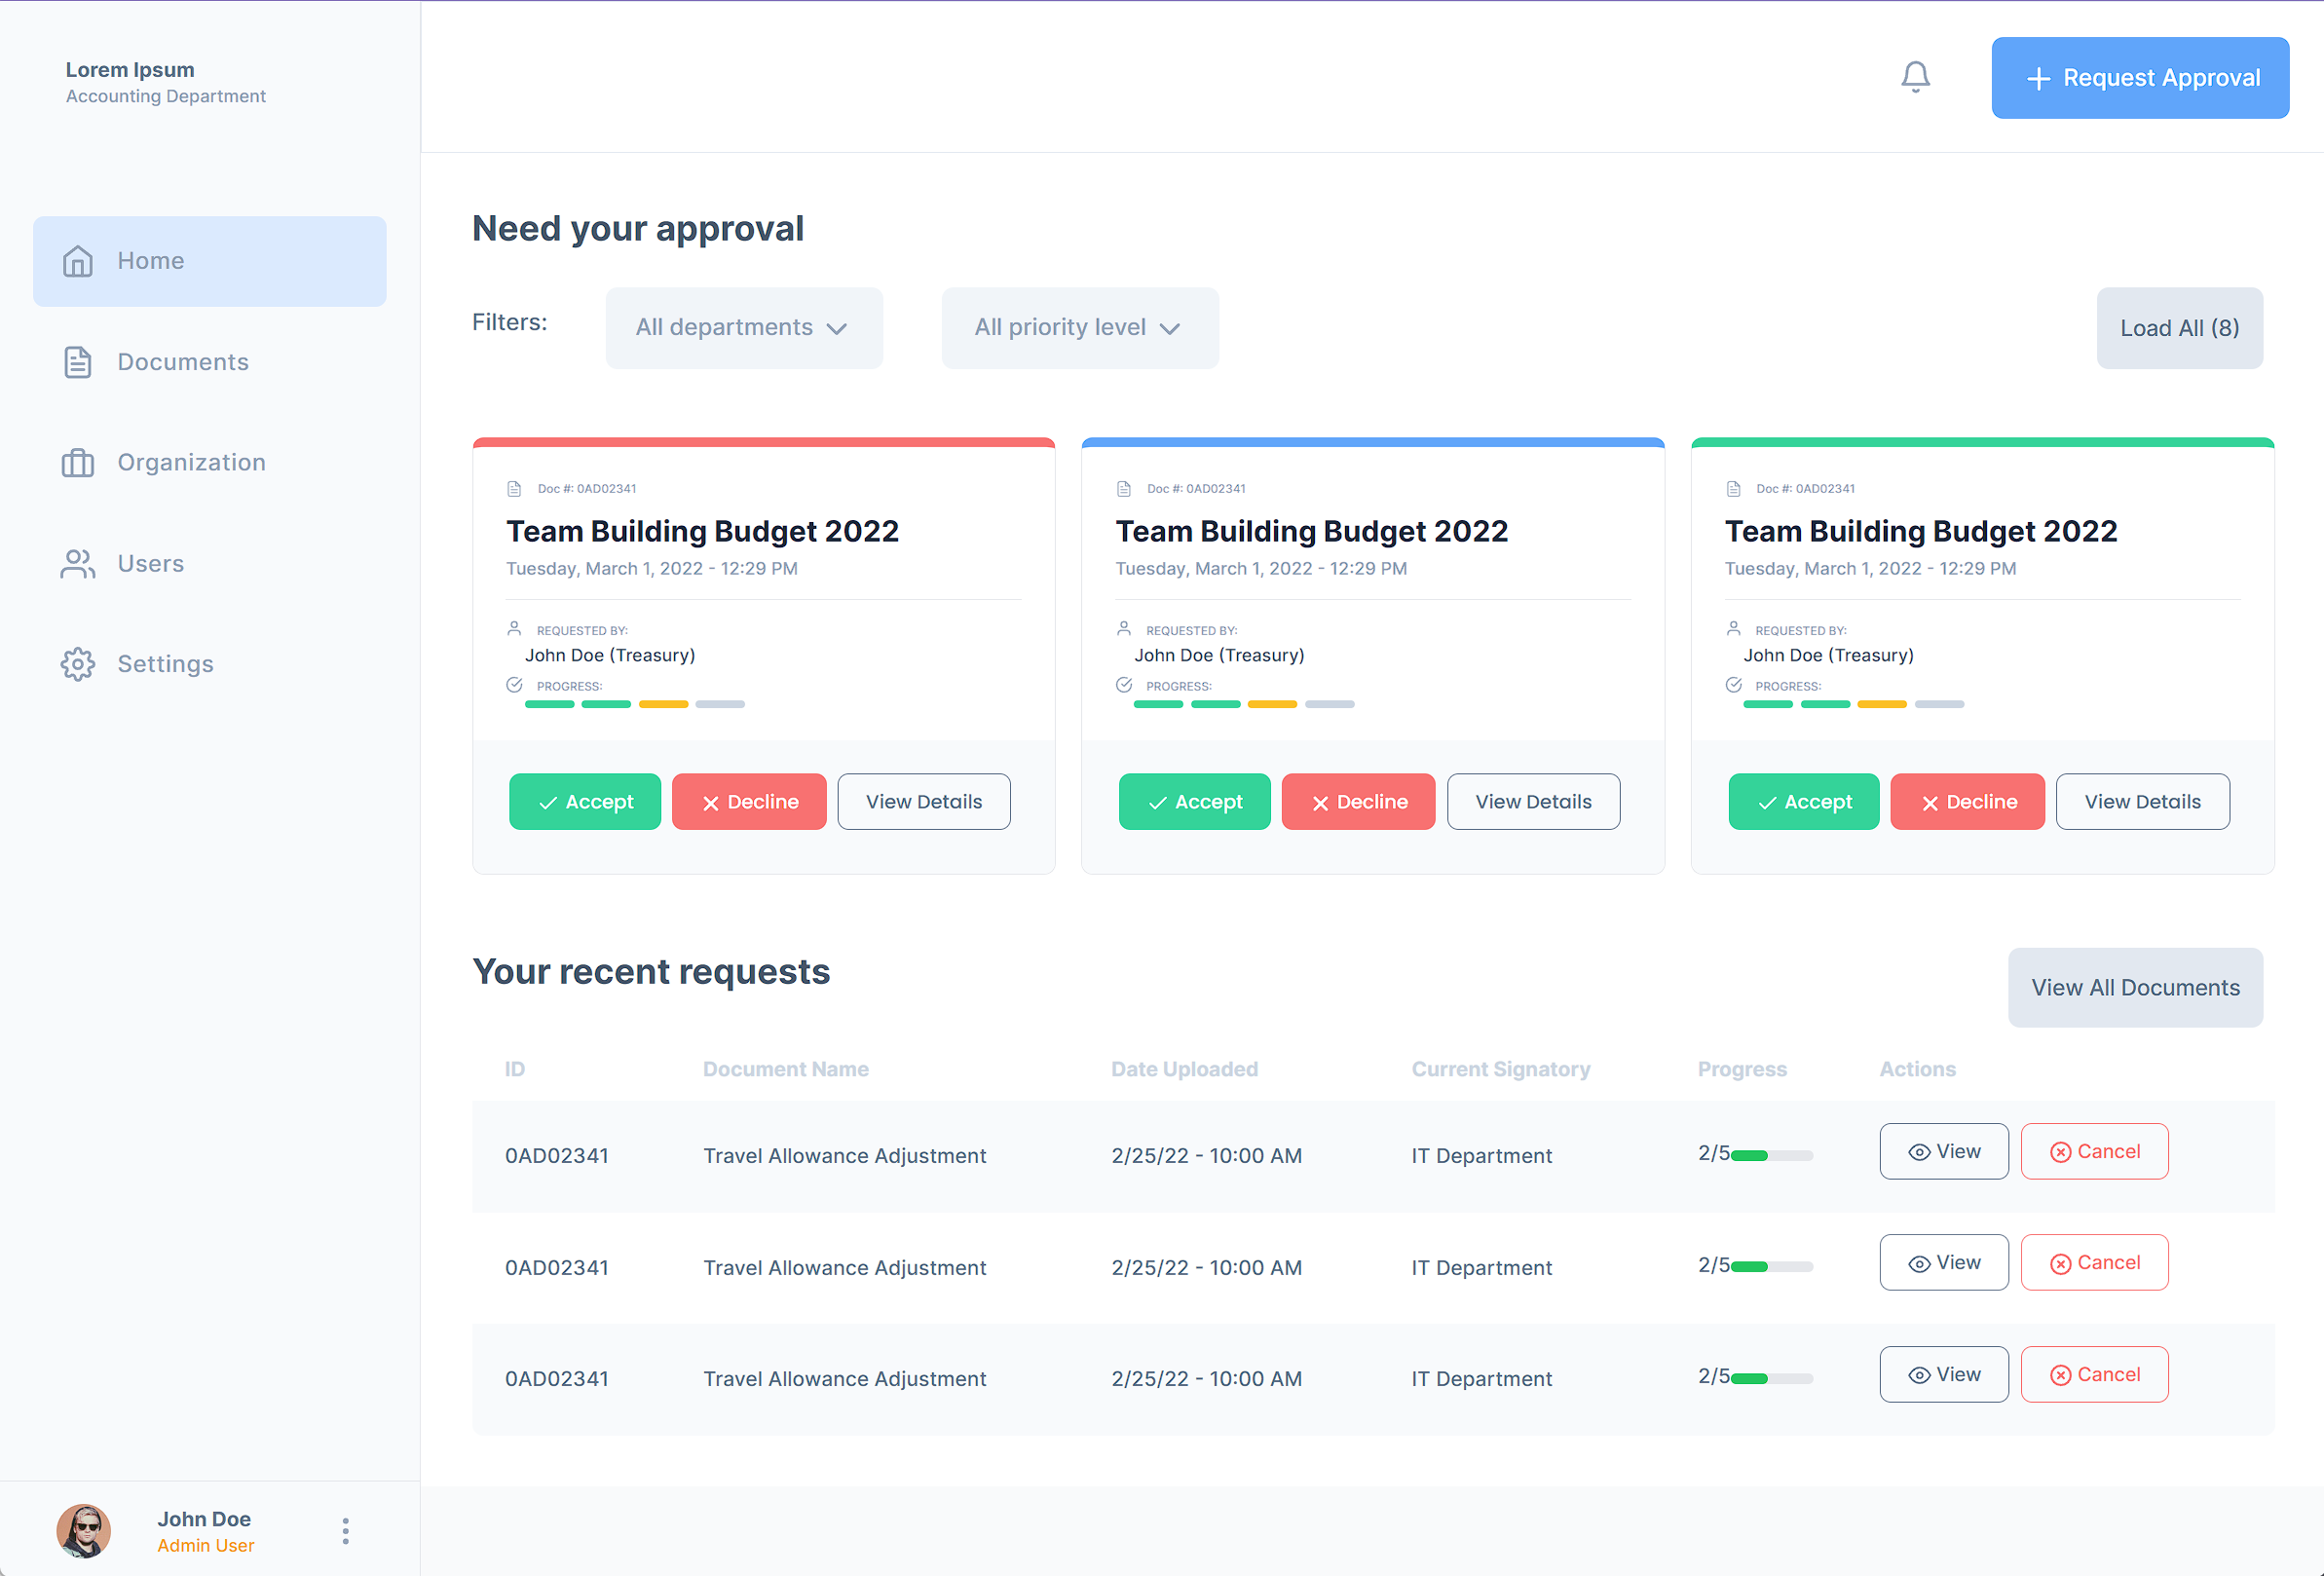 Lorem Ipsum
Accounting Department
Request Approval
Home
Documents
Organization
Users
Settings
Need your approval
Filters: All departments All priority level Load All (8)
Doc #: 0AD02341
Team Building Budget 2022
Tuesday, March 1, 2022 - 12:29 PM
REQUESTED BY:
John Doe (Treasury)
PROGRESS:
Accept Decline View Details
Doc #: 0AD02341
Team Building Budget 2022
Tuesday, March 1, 2022 - 12:29 PM
REQUESTED BY:
John Doe (Treasury)
PROGRESS:
Accept Decline View Details
Doc #: 0AD02341
Team Building Budget 2022
Tuesday, March 1, 2022 - 12:29 PM
REQUESTED BY:
John Doe (Treasury)
PROGRESS:
Accept Decline View Details
Your recent requests
View All Documents
ID Document Name Date Uploaded Current Signatory Progress Actions
0AD02341 Travel Allowance Adjustment 2/25/22 - 10:00 AM IT Department 2/5 View Cancel
0AD02341 Travel Allowance Adjustment 2/25/22 - 10:00 AM IT Department 2/5 View Cancel
0AD02341 Travel Allowance Adjustment 2/25/22 - 10:00 AM IT Department 2/5 View Cancel
John Doe
Admin User